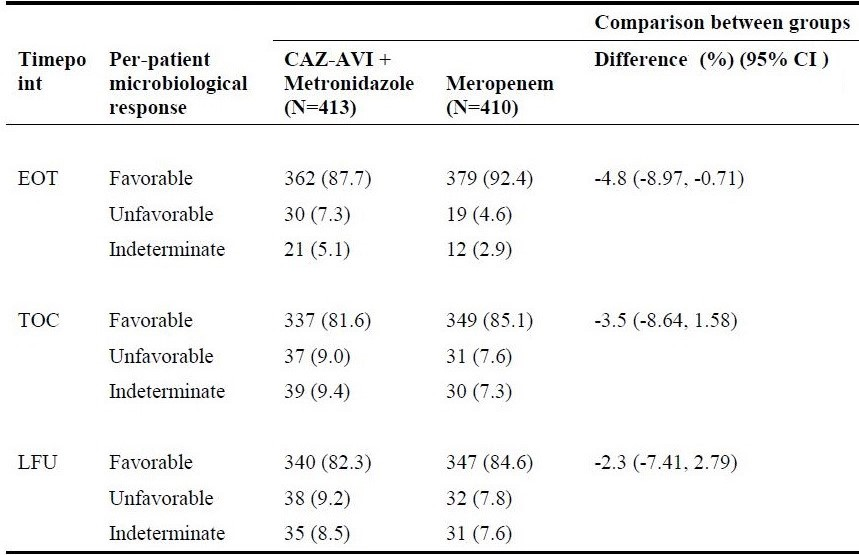 Comparison between groups
Timepo Per-patient CAZ-AVI + Difference (%) (95% CI )
int microbiological Metronidazole Meropenem
response (N=413) (N=410)
EOT Favorable 362 (87.7) 379 (92.4) -4.8 (-8.97, -0.71)
Unfavorable 30 (7.3) 19 (4.6)
Indeterminate 21 (5.1) 12 (2.9)
TOC Favorable 337 (81.6) 349 (85.1) -3.5 (-8.64, 1.58)
Unfavorable 37 (9.0) 31 (7.6)
Indeterminate 39 (9.4) 30 (7.3)
LFU Favorable 340 (82.3) 347 (84.6) -2.3 (-7.41, 2.79)
Unfavorable 38 (9.2) 32 (7.8)
Indeterminate 35 (8.5) 31 (7.6)